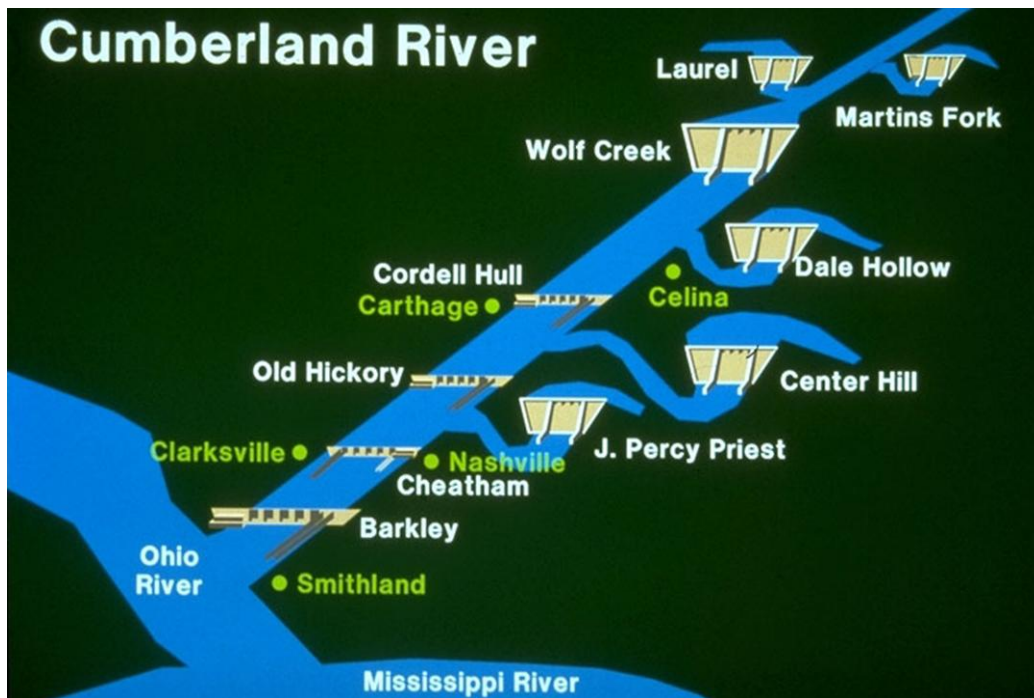 Cumberland River
Laurel
Martins Fork
Wolf Creek
Dale Hollow
Cordell Hull
Celina
Carthage
Old Hickory
Center Hill
J. Percy Priest
Clarksville
Nashville
Cheatham
Barkley
Ohio
River
Smithland
Mississippi River